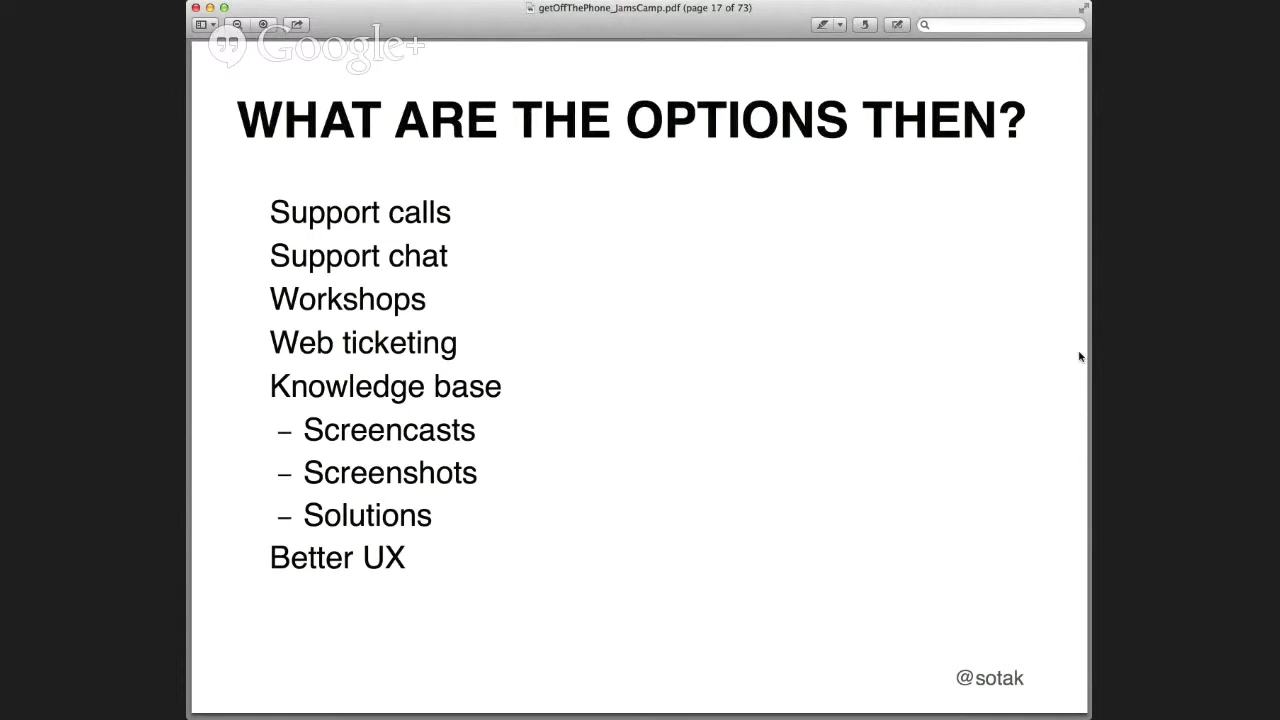 getOffThePhone_JamsCamp.pdf (page 17 of 73)
Google+
WHAT ARE THE OPTIONS THEN?
Support calls
Support chat
Workshops
Web ticketing
Knowledge base
– Screencasts
– Screenshots
– Solutions
Better UX
@sotak